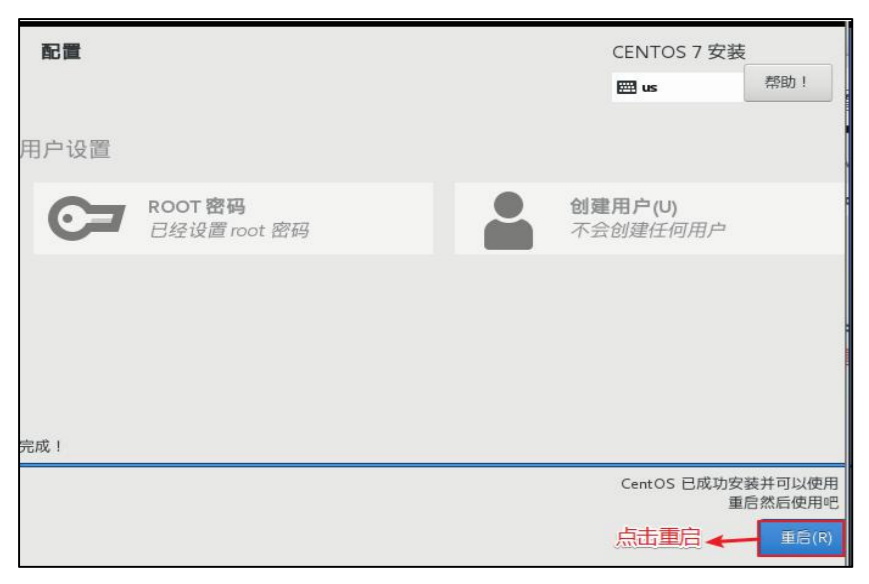 配置
CENTOS 7 安装
us
帮助！
用户设置
ROOT 密码
已经设置 root 密码
创建用户(U)
不会创建任何用户
完成！
CentOS 已成功安装并可以使用
重启然后使用吧
点击重启
重启(R)